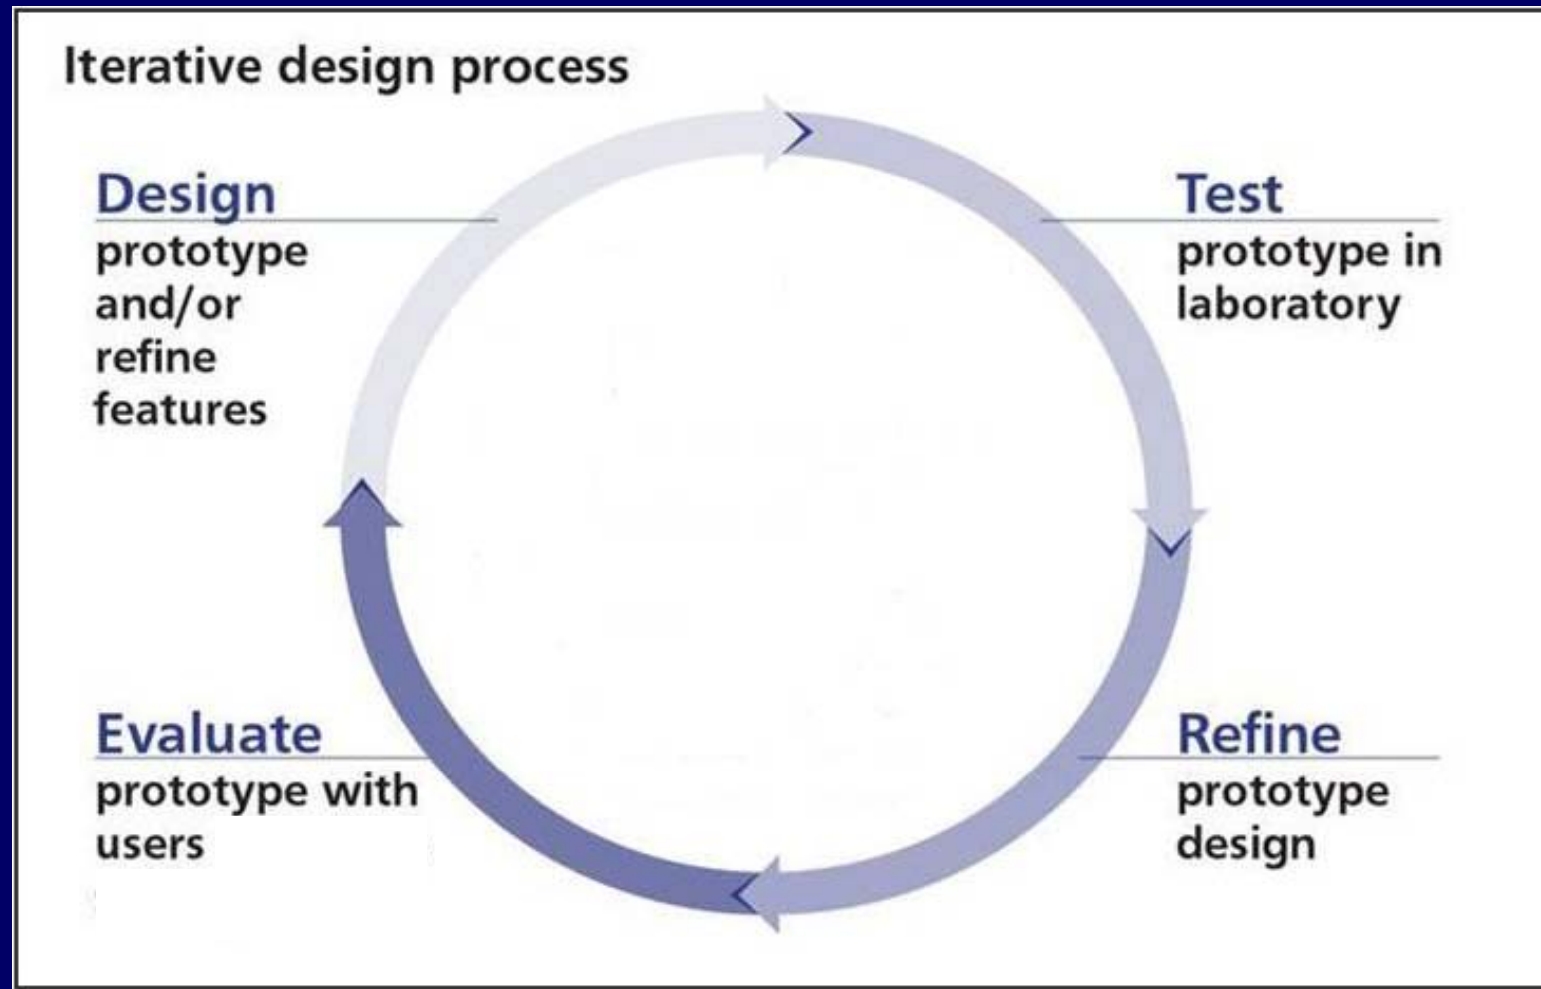 Iterative design process
Design
prototype
and/or
refine
features
Test
prototype in
laboratory
Refine
prototype
design
Evaluate
prototype with
users